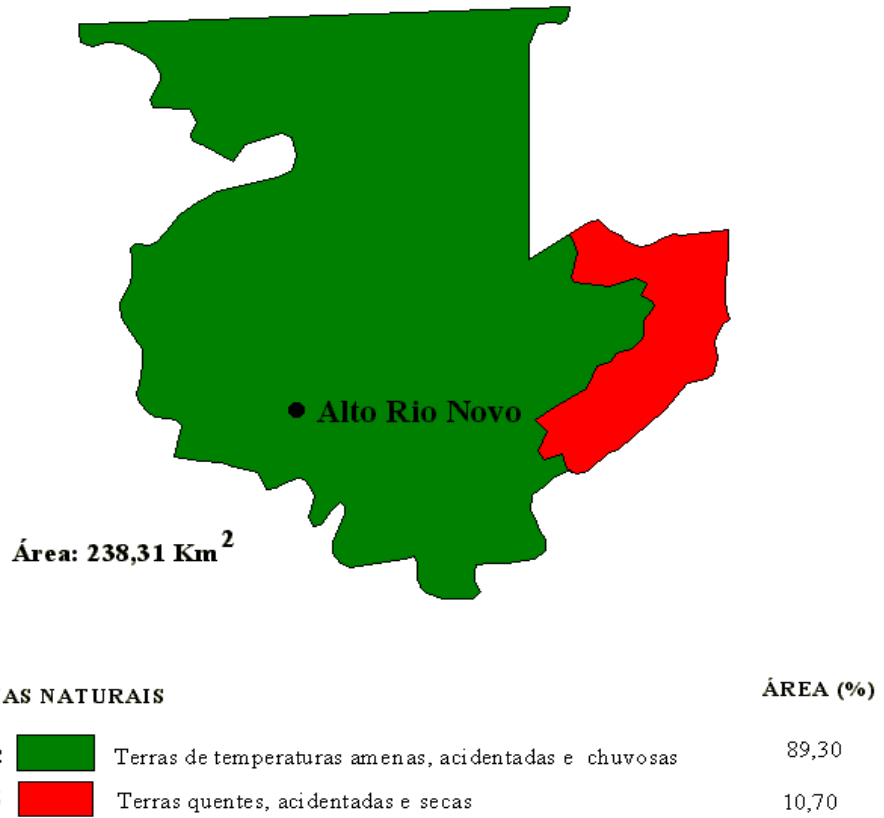 Alto Rio Novo
Área: 238,31 Km²
NATURAIS ÁREA (%)
Terras de temperaturas amenas, acidentadas e chuvosas 89,30
Terras quentes, acidentadas e secas 10,70